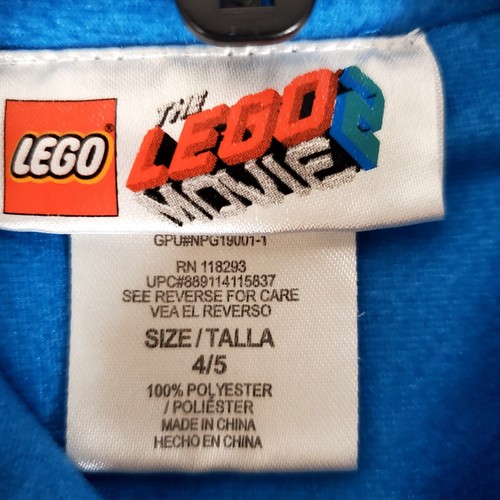 LEGO®
THE
LEGO
MOVIE 2
GPU#NPG19001-1
RN 118293
UPC#889114115837
SEE REVERSE FOR CARE
VEA EL REVERSO
SIZE/TALLA
4/5
100% POLYESTER
/ POLIÉSTER
MADE IN CHINA
HECHO EN CHINA